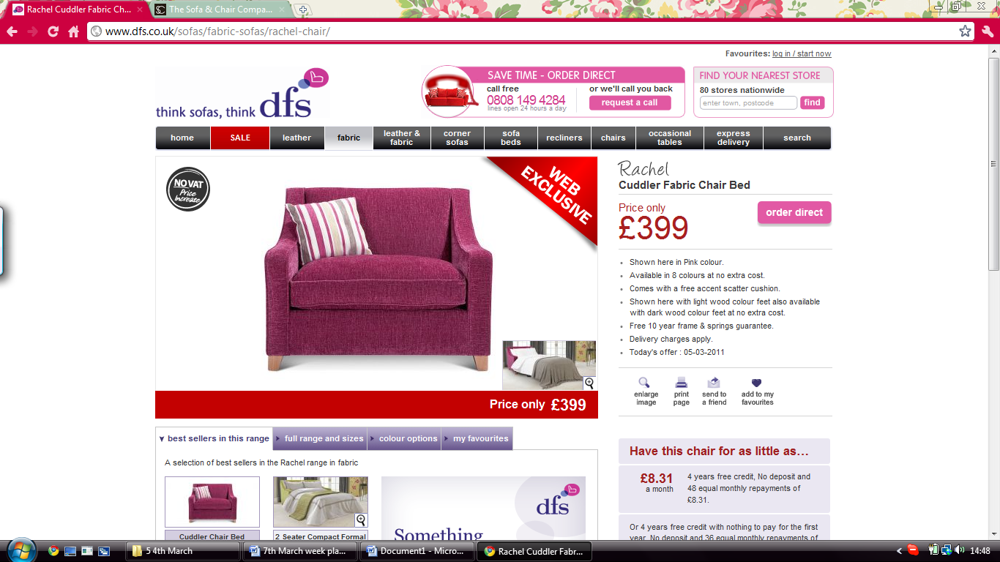 Rachel Cuddler Fabric Ch...
The Sofa & Chair Compa...
www.dfs.co.uk/sofas/fabric-sofas/rachel-chair/
Favourites: log in / start now
think sofas, think dfs
SAVE TIME - ORDER DIRECT
call free
0808 149 4284
lines open 24 hours a day
or we'll call you back
request a call
FIND YOUR NEAREST STORE
80 stores nationwide
enter town, postcode
find
home
SALE
leather
fabric
leather &
fabric
corner
sofas
sofa
beds
recliners
chairs
occasional
tables
express
delivery
search
NO VAT
Price
Increase
WEB
EXCLUSIVE
Price only £399
Rachel
Cuddler Fabric Chair Bed
Price only
£399
order direct
• Shown here in Pink colour.
• Available in 8 colours at no extra cost.
• Comes with a free accent scatter cushion.
• Shown here with light wood colour feet also available
with dark wood colour feet at no extra cost.
• Free 10 year frame & springs guarantee.
• Delivery charges apply.
• Today's offer : 05-03-2011
enlarge
image
print
page
send to
a friend
add to my
favourites
best sellers in this range
full range and sizes
colour options
my favourites
A selection of best sellers in the Rachel range in fabric
Cuddler Chair Bed
2 Seater Compact Formal
dfs
Something
Have this chair for as little as...
£8.31
a month
4 years free credit, No deposit and
48 equal monthly repayments of
£8.31.
Or 4 years free credit with nothing to pay for the first
year. No deposit and 36 equal monthly repayments of
5 4th March
7th March week pla...
Document1 - Micro...
Rachel Cuddler Fabr...
14:48